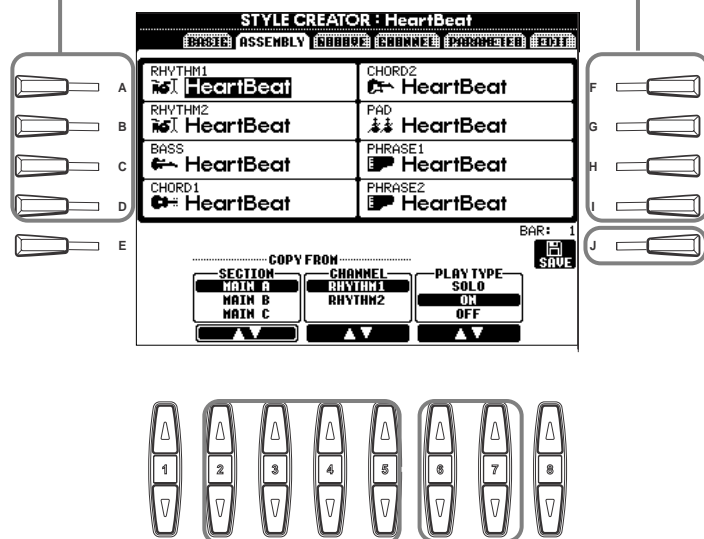 STYLE CREATOR : HeartBeat
BASIC ASSEMBLY GROOVE CHANNEL PARAMETER EDIT
RHYTHM1
HeartBeat
CHORD2
HeartBeat
RHYTHM2
HeartBeat
PAD
HeartBeat
BASS
HeartBeat
PHRASE1
HeartBeat
CHORD1
HeartBeat
PHRASE2
HeartBeat
A
B
C
D
E
F
G
H
I
J
BAR: 1
SAVE
COPY FROM
SECTION
MAIN A
MAIN B
MAIN C
CHANNEL
RHYTHM1
RHYTHM2
PLAY TYPE
SOLO
ON
OFF
1 2 3 4 5 6 7 8